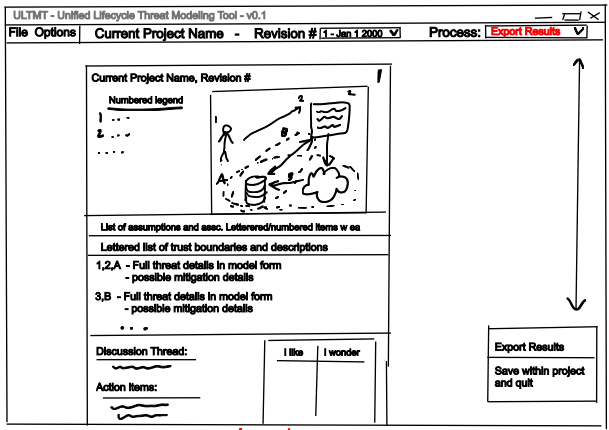 ULTMT - Unified Lifecycle Threat Modeling Tool - v0.1
File Options Current Project Name - Revision # 1 - Jan 1 2000 Process: Export Results
Current Project Name, Revision # 1
Numbered legend
1 ...
2 ...
....
1
2
2
B
A
3
List of assumptions and assc. Letterered/numbered items w ea
Lettered list of trust boundaries and descriptions
1,2,A - Full threat details in model form
- possible mitigation details
3,B - Full threat details in model form
- possible mitigation details
...
Discussion Thread:
I like I wonder
Action Items:
Export Results
Save within project
and quit